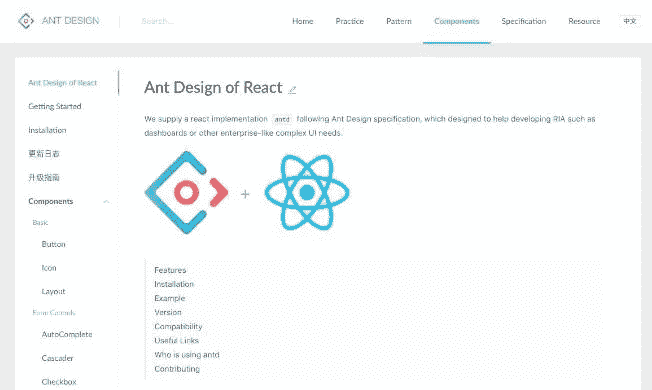 ANT DESIGN
Search...
Home
Practice
Pattern
Components
Specification
Resource
中文
Ant Design of React
Getting Started
Installation
更新日志
升级指南
Components
Basic
Button
Icon
Layout
Form Controls
AutoComplete
Cascader
Checkbox
Ant Design of React
We supply a react implementation antd following Ant Design specification, which designed to help developing RIA such as
dashboards or other enterprise-like complex UI needs.
+
Features
Installation
Example
Version
Compatibility
Useful Links
Who is using antd
Contributing